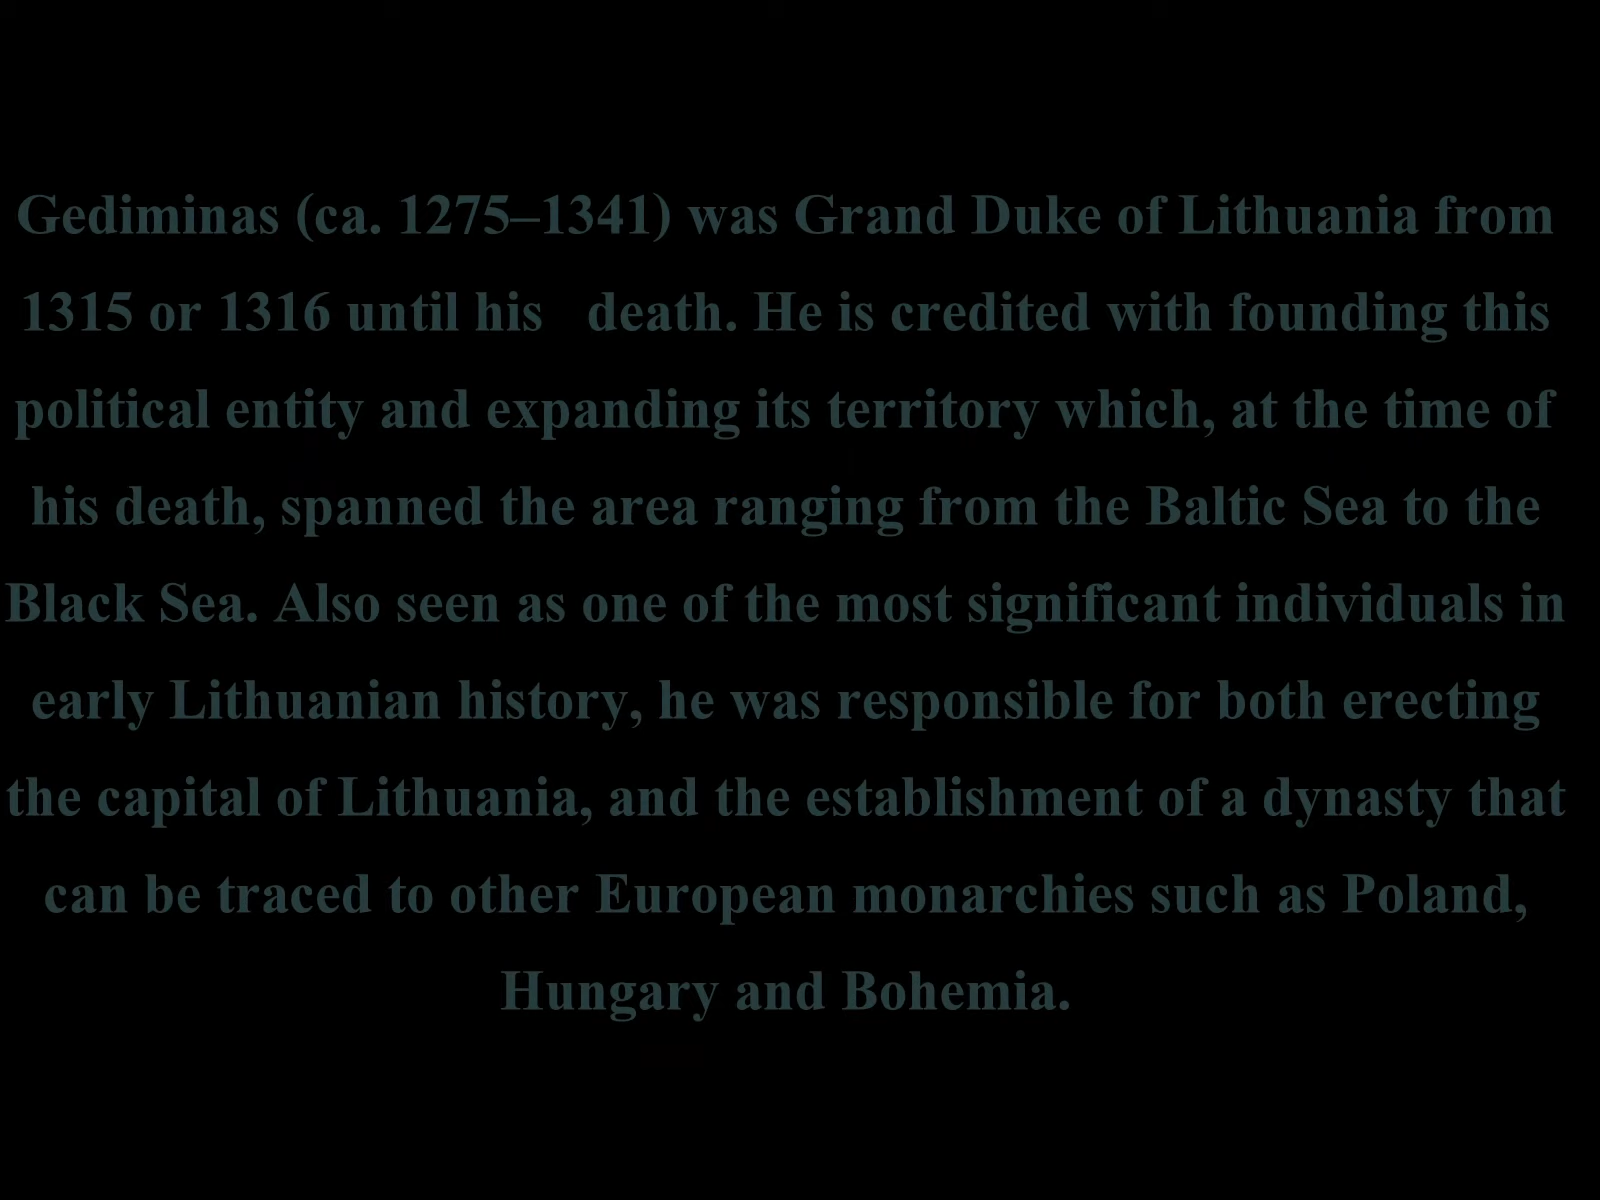 Gediminas (ca. 1275–1341) was Grand Duke of Lithuania from
1315 or 1316 until his death. He is credited with founding this
political entity and expanding its territory which, at the time of
his death, spanned the area ranging from the Baltic Sea to the
Black Sea. Also seen as one of the most significant individuals in
early Lithuanian history, he was responsible for both erecting
the capital of Lithuania, and the establishment of a dynasty that
can be traced to other European monarchies such as Poland,
Hungary and Bohemia.